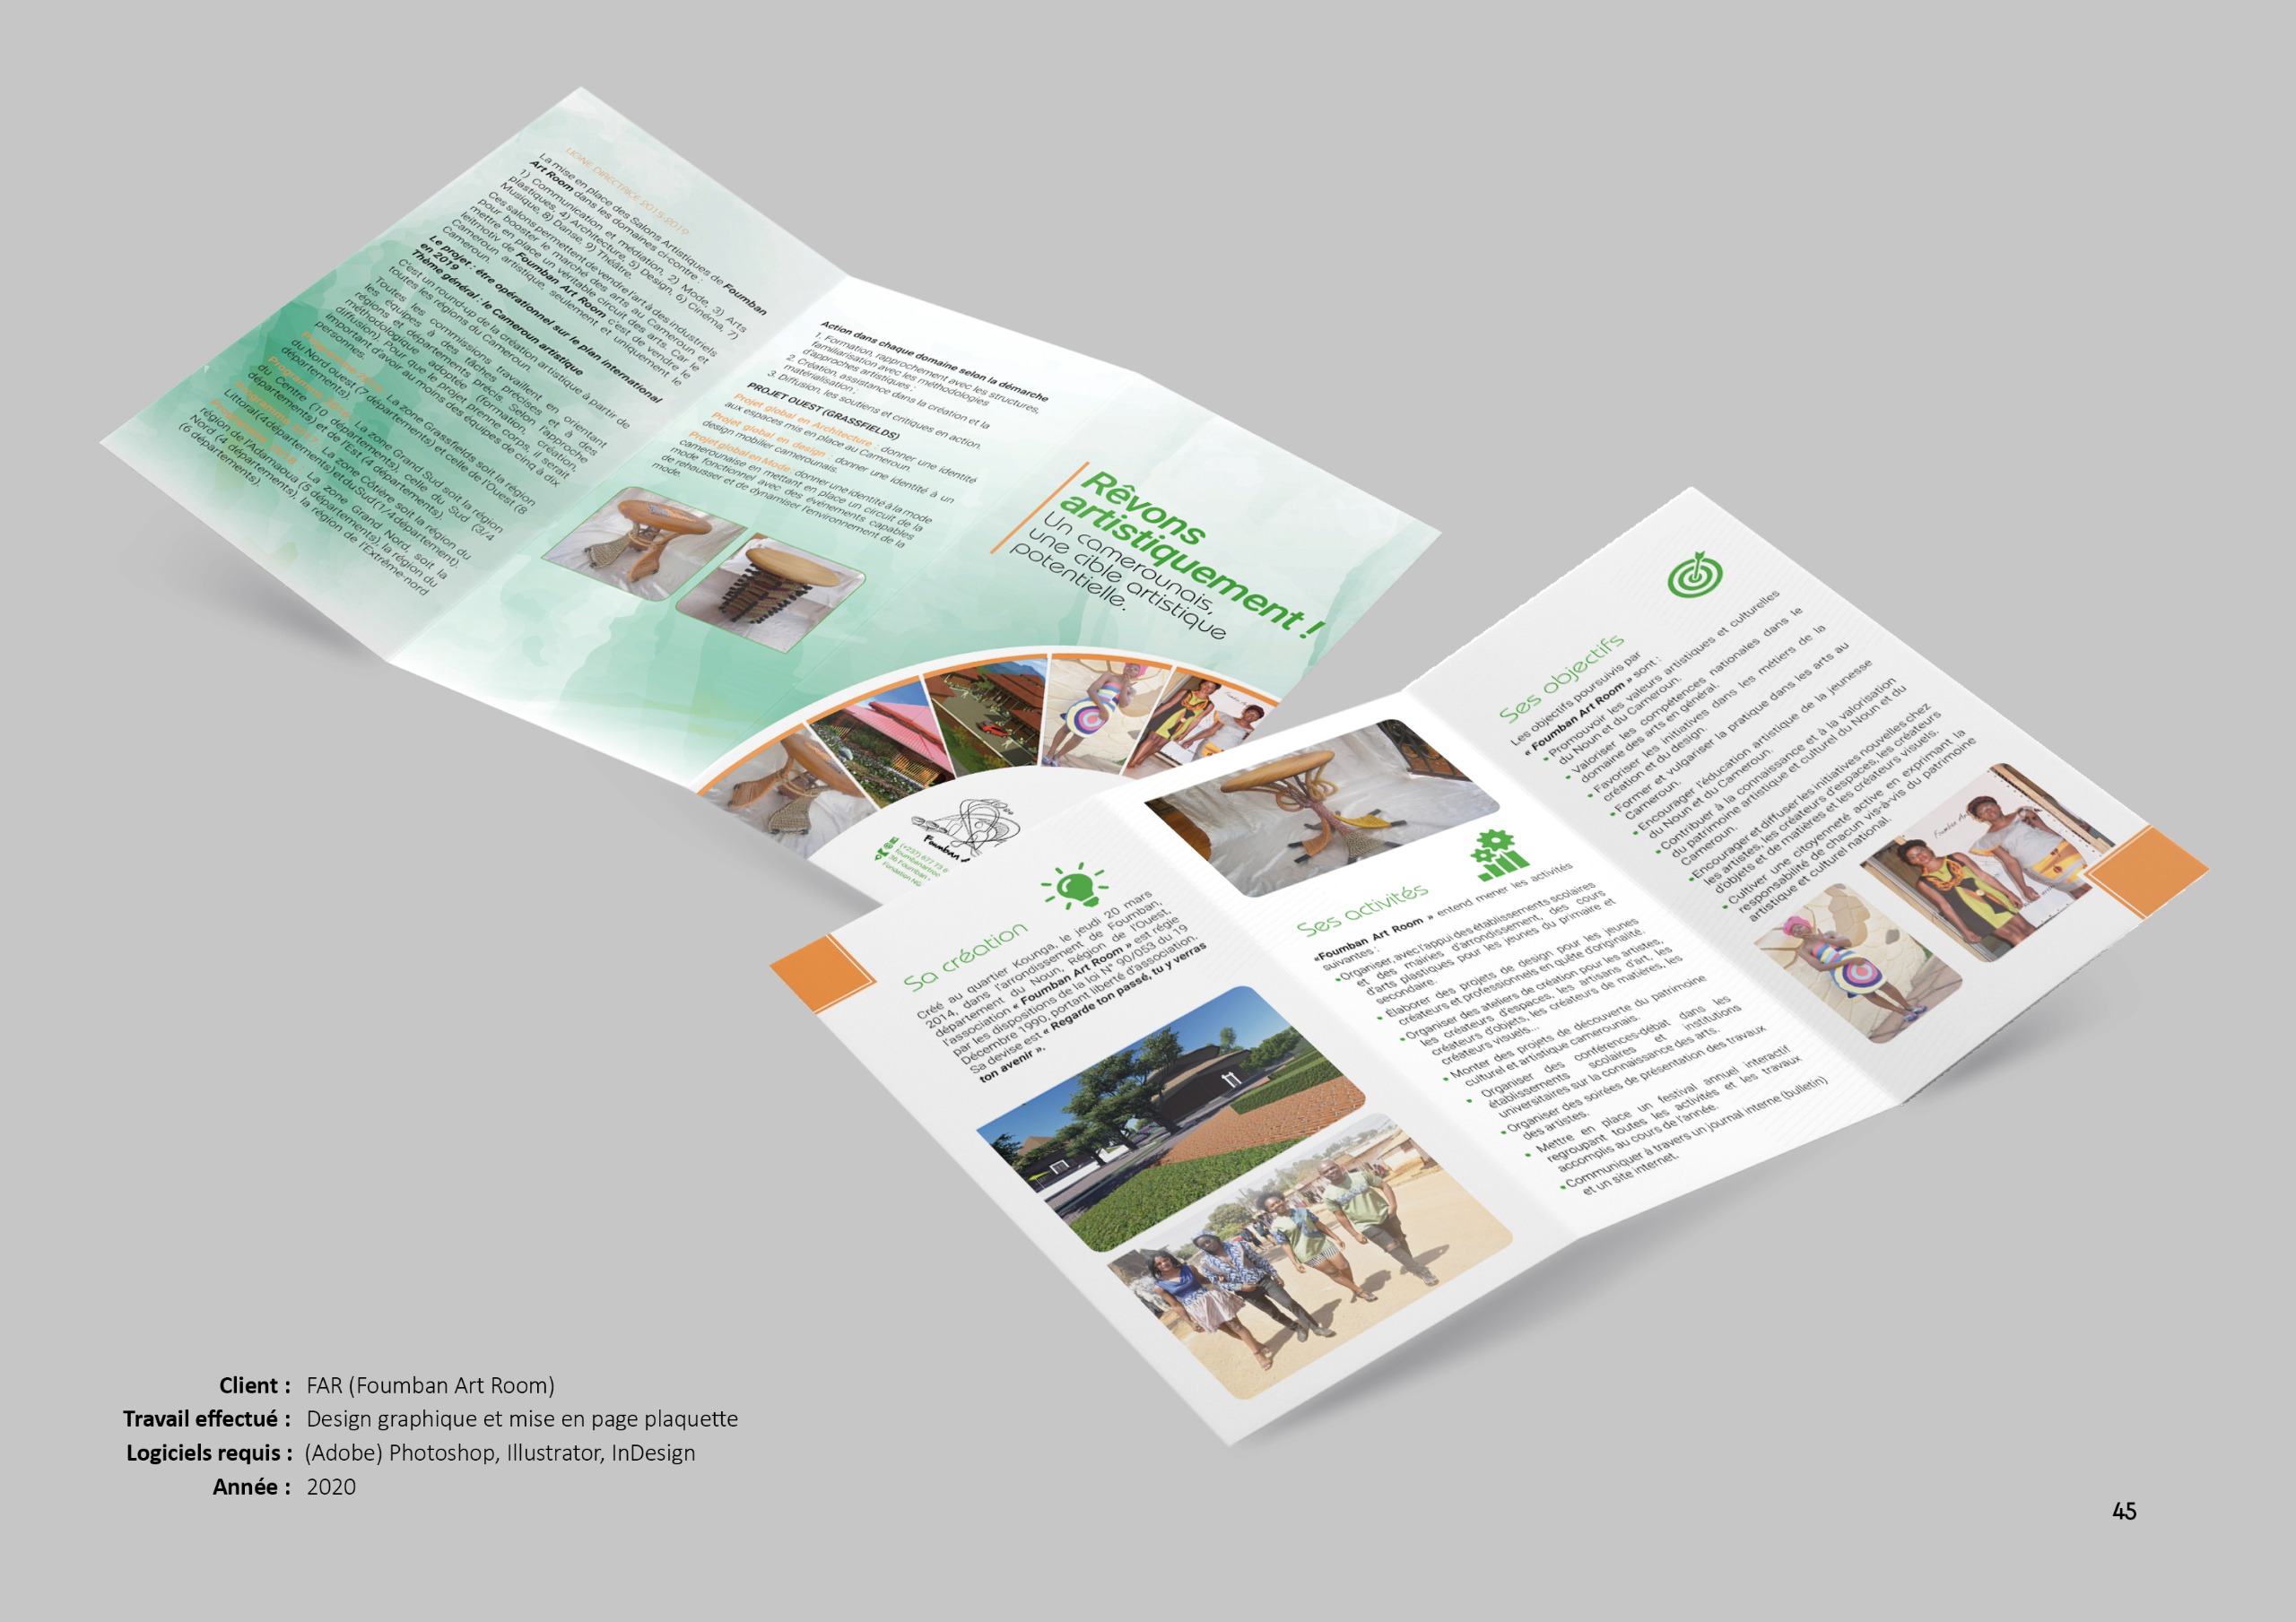 LIGNE DIRECTRICE 2015-2019
La mise en place des Salons Artistiques de Foumban
Art Room dans les domaines ci-contre :
1) Communication et médiation, 2) Mode, 3) Arts
plastiques, 4) Architecture, 5) Design, 6) Cinéma, 7)
Musique, 8) Danse, 9) Théâtre.
Ces salons permettent de vendre l'art à des industriels
pour booster le marché des arts au Cameroun et
mettre en place un véritable circuit des arts. Car le
leitmotiv de Foumban Art Room c'est de vendre le
Cameroun artistique, seulement et uniquement le
Cameroun.
Le projet : être opérationnel sur le plan international
en 2019
Thème général : le Cameroun artistique
C'est un round-up de la création artistique à partir de
toutes les régions du Cameroun.
Toutes les commissions travaillent en orientant
les équipes à des tâches précises et à des
régions et départements précis. Selon l'approche
méthodologique adoptée (formation, création,
diffusion). Pour que le projet prenne corps, il serait
important d'avoir au moins des équipes de cinq à dix
personnes.
La zone Grassfields soit la région
du Nord ouest (7 départements) et celle de l'Ouest (8
départements).
Programme 2016 La zone Grand Sud soit la région
du Centre (10 départements), celle du Sud (3/4
départements) et de l'Est (4 départements).
Programme 2017 La zone Côtière soit la région du
Littoral (4 départements) et du Sud (1/4 département).
La zone Grand Nord, soit la
région de l'Adamaoua (5 départements), la région du
Nord (4 départements), la région de l'Extrême-nord
(6 départements).
Action dans chaque domaine selon la démarche
1. Formation, rapprochement avec les structures,
familiarisation avec les méthodologies
d'approches artistiques ;
2. Création, assistance dans la création et la
matérialisation ;
3. Diffusion, les soutiens et critiques en action.
PROJET OUEST (GRASSFIELDS)
Projet global en Architecture : donner une identité
aux espaces mis en place au Cameroun.
Projet global en design : donner une identité à un
design mobilier camerounais.
Projet global en Mode : donner une identité à la mode
camerounaise en mettant en place un circuit de la
mode fonctionnel avec des événements capables
de rehausser et de dynamiser l'environnement de la
mode.
Rêvons
artistiquement !
Un camerounais,
une cible artistique
potentielle.
Foumban
(+237) 677 73 6
foumbanartroo
36 Foumban
Fondation NG
Sa création
Créé au quartier Kounga, le jeudi 20 mars
2014, dans l'arrondissement de Foumban,
département du Noun, Région de l'Ouest,
l'association « Foumban Art Room » est régie
par les dispositions de la loi N° 90/053 du 19
Décembre 1990, portant liberté d'association.
Sa devise est « Regarde ton passé, tu y verras
ton avenir ».
Ses activités
«Foumban Art Room » entend mener les activités
suivantes :
•Organiser, avec l'appui des établissements scolaires
et des mairies d'arrondissement, des cours
d'arts plastiques pour les jeunes du primaire et
secondaire.
• Élaborer des projets de design pour les jeunes
créateurs et professionnels en quête d'originalité.
•Organiser des ateliers de création pour les artistes,
les créateurs d'espaces, les artisans d'art, les
créateurs d'objets, les créateurs de matières, les
créateurs visuels...
• Monter des projets de découverte du patrimoine
culturel et artistique camerounais.
• Organiser des conférences-débat dans les
établissements scolaires et institutions
universitaires sur la connaissance des arts.
•Organiser des soirées de présentation des travaux
des artistes.
• Mettre en place un festival annuel interactif
regroupant toutes les activités et les travaux
accomplis au cours de l'année.
•Communiquer à travers un journal interne (bulletin)
et un site internet.
Ses objectifs
Les objectifs poursuivis par
« Foumban Art Room » sont :
• Promouvoir les valeurs artistiques et culturelles
du Noun et du Cameroun.
• Valoriser les compétences nationales dans le
domaine des arts en général.
• Favoriser les initiatives dans les métiers de la
création et du design.
• Former et vulgariser la pratique dans les arts au
Cameroun.
• Encourager l'éducation artistique de la jeunesse
du Noun et du Cameroun.
• Contribuer à la connaissance et à la valorisation
du patrimoine artistique et culturel du Noun et du
Cameroun.
•Encourager et diffuser les initiatives nouvelles chez
les artistes, les créateurs d'espaces, les créateurs
d'objets et de matières et les créateurs visuels.
• Cultiver une citoyenneté active en exprimant la
responsabilité de chacun vis-à-vis du patrimoine
artistique et culturel national.
Client : FAR (Foumban Art Room)
Travail effectué : Design graphique et mise en page plaquette
Logiciels requis : (Adobe) Photoshop, Illustrator, InDesign
Année : 2020
45